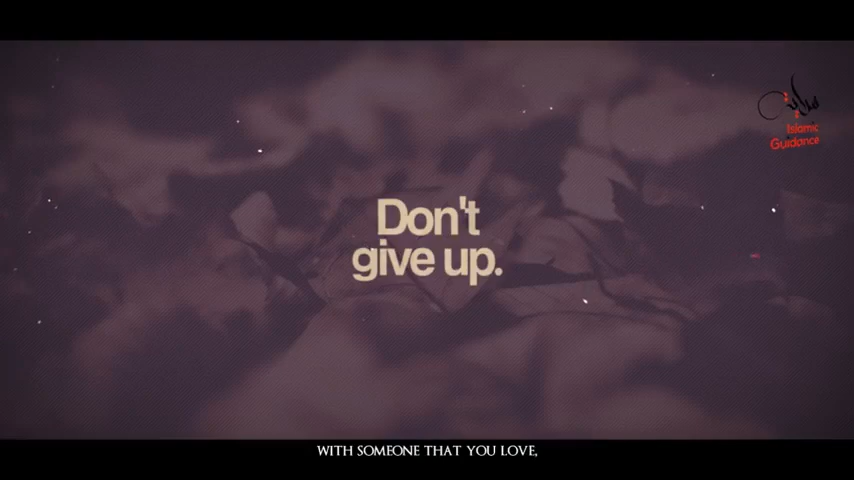 Islamic
Guidance
Don't
give up.
WITH SOMEONE THAT YOU LOVE,